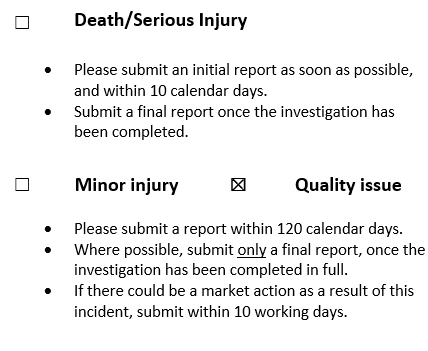 ☐ Death/Serious Injury
• Please submit an initial report as soon as possible,
and within 10 calendar days.
• Submit a final report once the investigation has
been completed.
☐ Minor injury ☒ Quality issue
• Please submit a report within 120 calendar days.
• Where possible, submit only a final report, once the
investigation has been completed in full.
• If there could be a market action as a result of this
incident, submit within 10 working days.